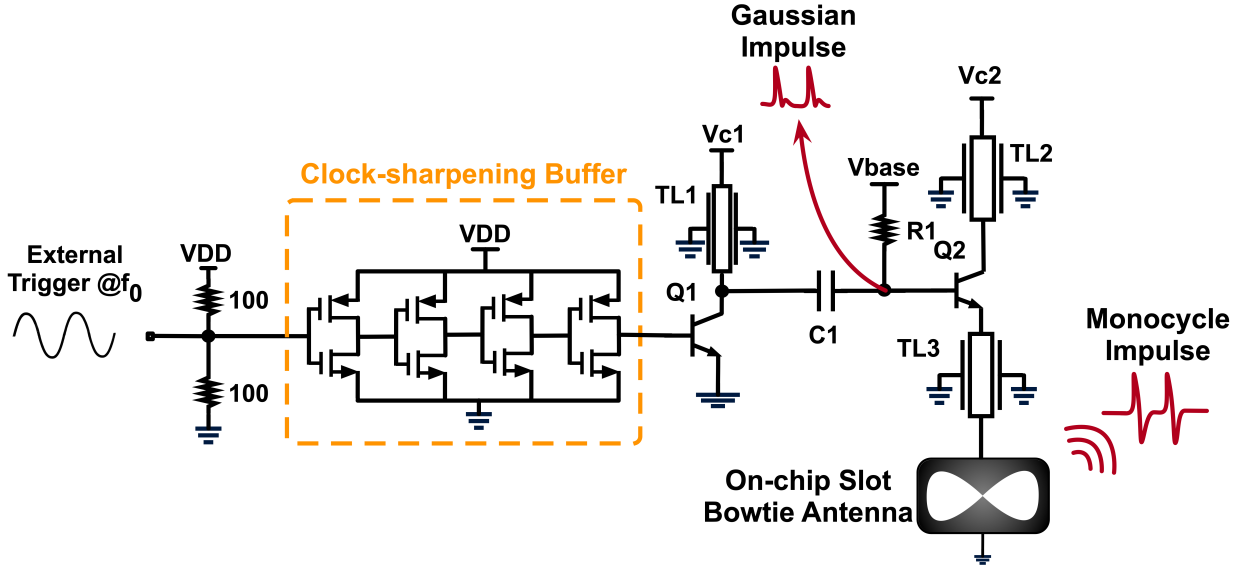 Gaussian
Impulse
Vc2
Vc1
TL2
Vbase
Clock-sharpening Buffer
TL1
R1
External
Trigger @f0
VDD
VDD
Q2
100
Q1
C1
Monocycle
Impulse
TL3
100
On-chip Slot
Bowtie Antenna